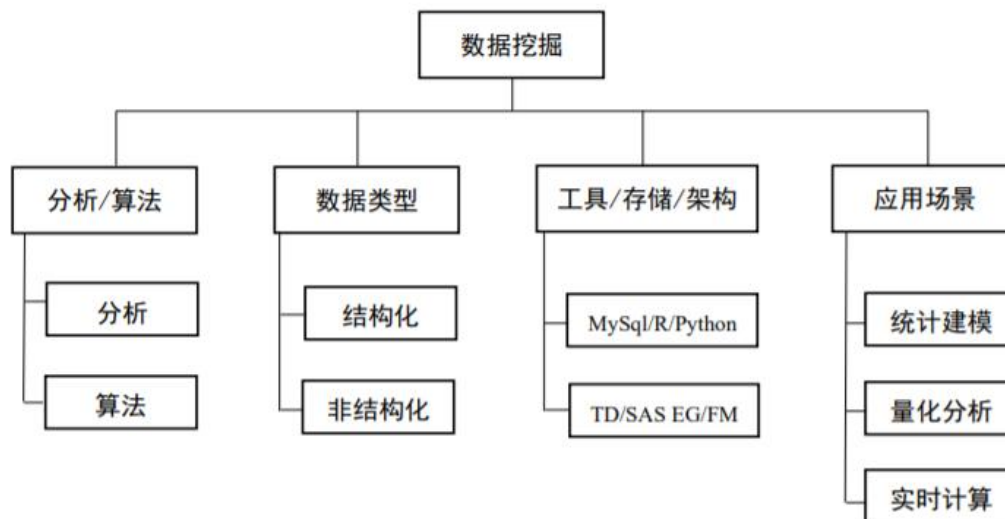 数据挖掘
分析/算法
数据类型
工具/存储/架构
应用场景
分析
结构化
MySql/R/Python
统计建模
算法
非结构化
TD/SAS EG/FM
量化分析
实时计算